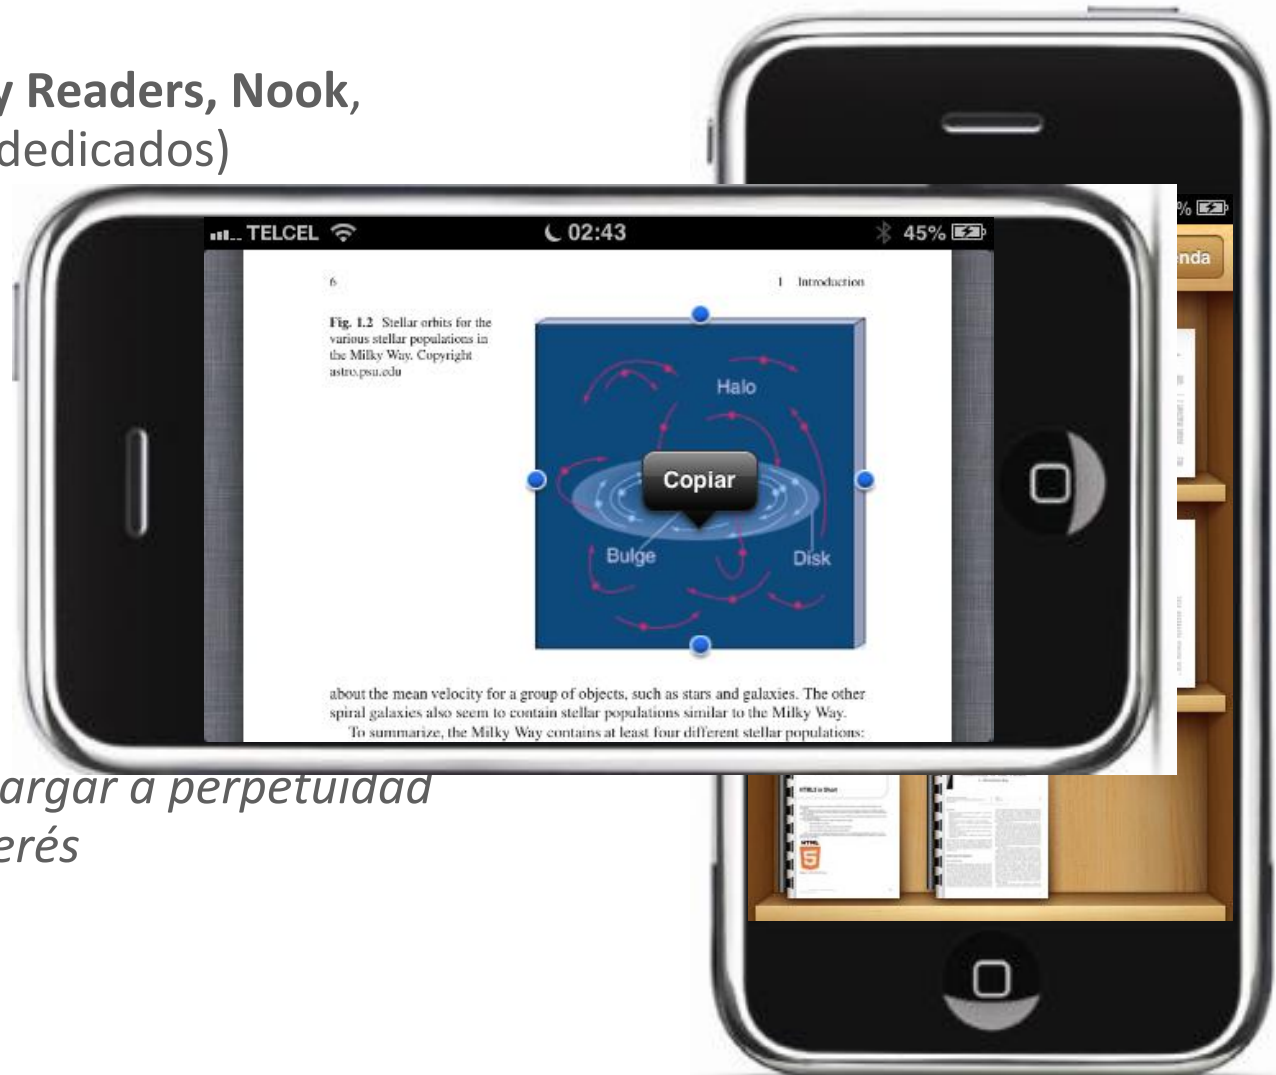 y Readers, Nook,
dedicados)
TELCEL 02:43 45%
%
nda
6 1 Introduction
Fig. 1.2 Stellar orbits for the
various stellar populations in
the Milky Way. Copyright
astro.psu.edu
Halo
Copiar
Bulge
Disk
about the mean velocity for a group of objects, such as stars and galaxies. The other
spiral galaxies also seem to contain stellar populations similar to the Milky Way.
To summarize, the Milky Way contains at least four different stellar populations:
argar a perpetuidad
erés
HTML5 in Short
HTML
5